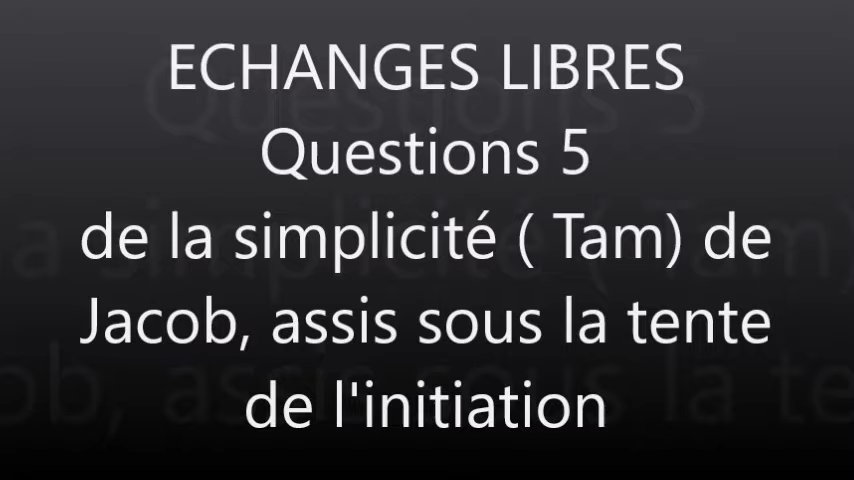 ECHANGES LIBRES
Questions 5
de la simplicité ( Tam) de
Jacob, assis sous la tente
de l'initiation